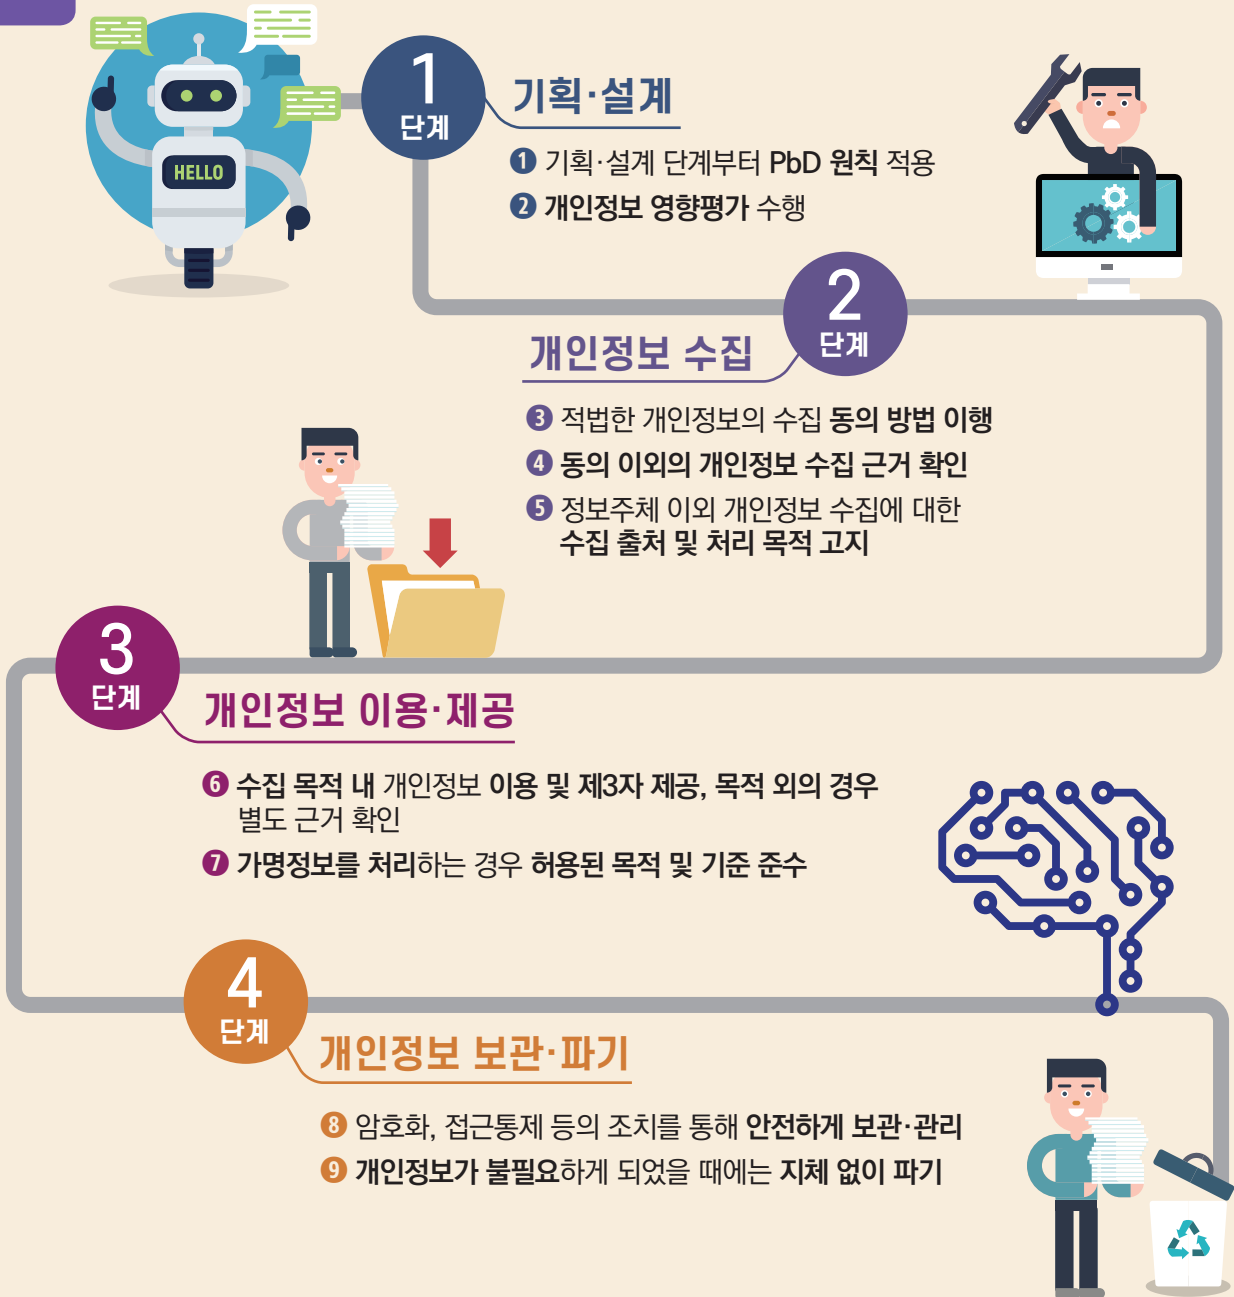 HELLO
1
단계
기획·설계
❶ 기획·설계 단계부터 PbD 원칙 적용
❷ 개인정보 영향평가 수행
2
단계
개인정보 수집
❸ 적법한 개인정보의 수집 동의 방법 이행
❹ 동의 이외의 개인정보 수집 근거 확인
❺ 정보주체 이외 개인정보 수집에 대한
수집 출처 및 처리 목적 고지
3
단계
개인정보 이용·제공
❻ 수집 목적 내 개인정보 이용 및 제3자 제공, 목적 외의 경우
별도 근거 확인
❼ 가명정보를 처리하는 경우 허용된 목적 및 기준 준수
4
단계
개인정보 보관·파기
❽ 암호화, 접근통제 등의 조치를 통해 안전하게 보관·관리
❾ 개인정보가 불필요하게 되었을 때에는 지체 없이 파기